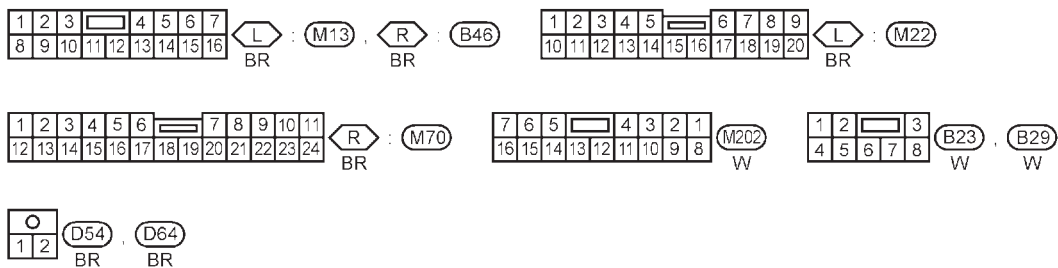 1 2 3 4 5 6 7
8 9 10 11 12 13 14 15 16
L : M13 , R : B46
BR BR
1 2 3 4 5 6 7 8 9
10 11 12 13 14 15 16 17 18 19 20
L : M22
BR
1 2 3 4 5 6 7 8 9 10 11
12 13 14 15 16 17 18 19 20 21 22 23 24
R : M70
BR
7 6 5 4 3 2 1
16 15 14 13 12 11 10 9 8
M202
W
1 2 3
4 5 6 7 8
B23 , B29
W W
1 2
D54 , D64
BR BR